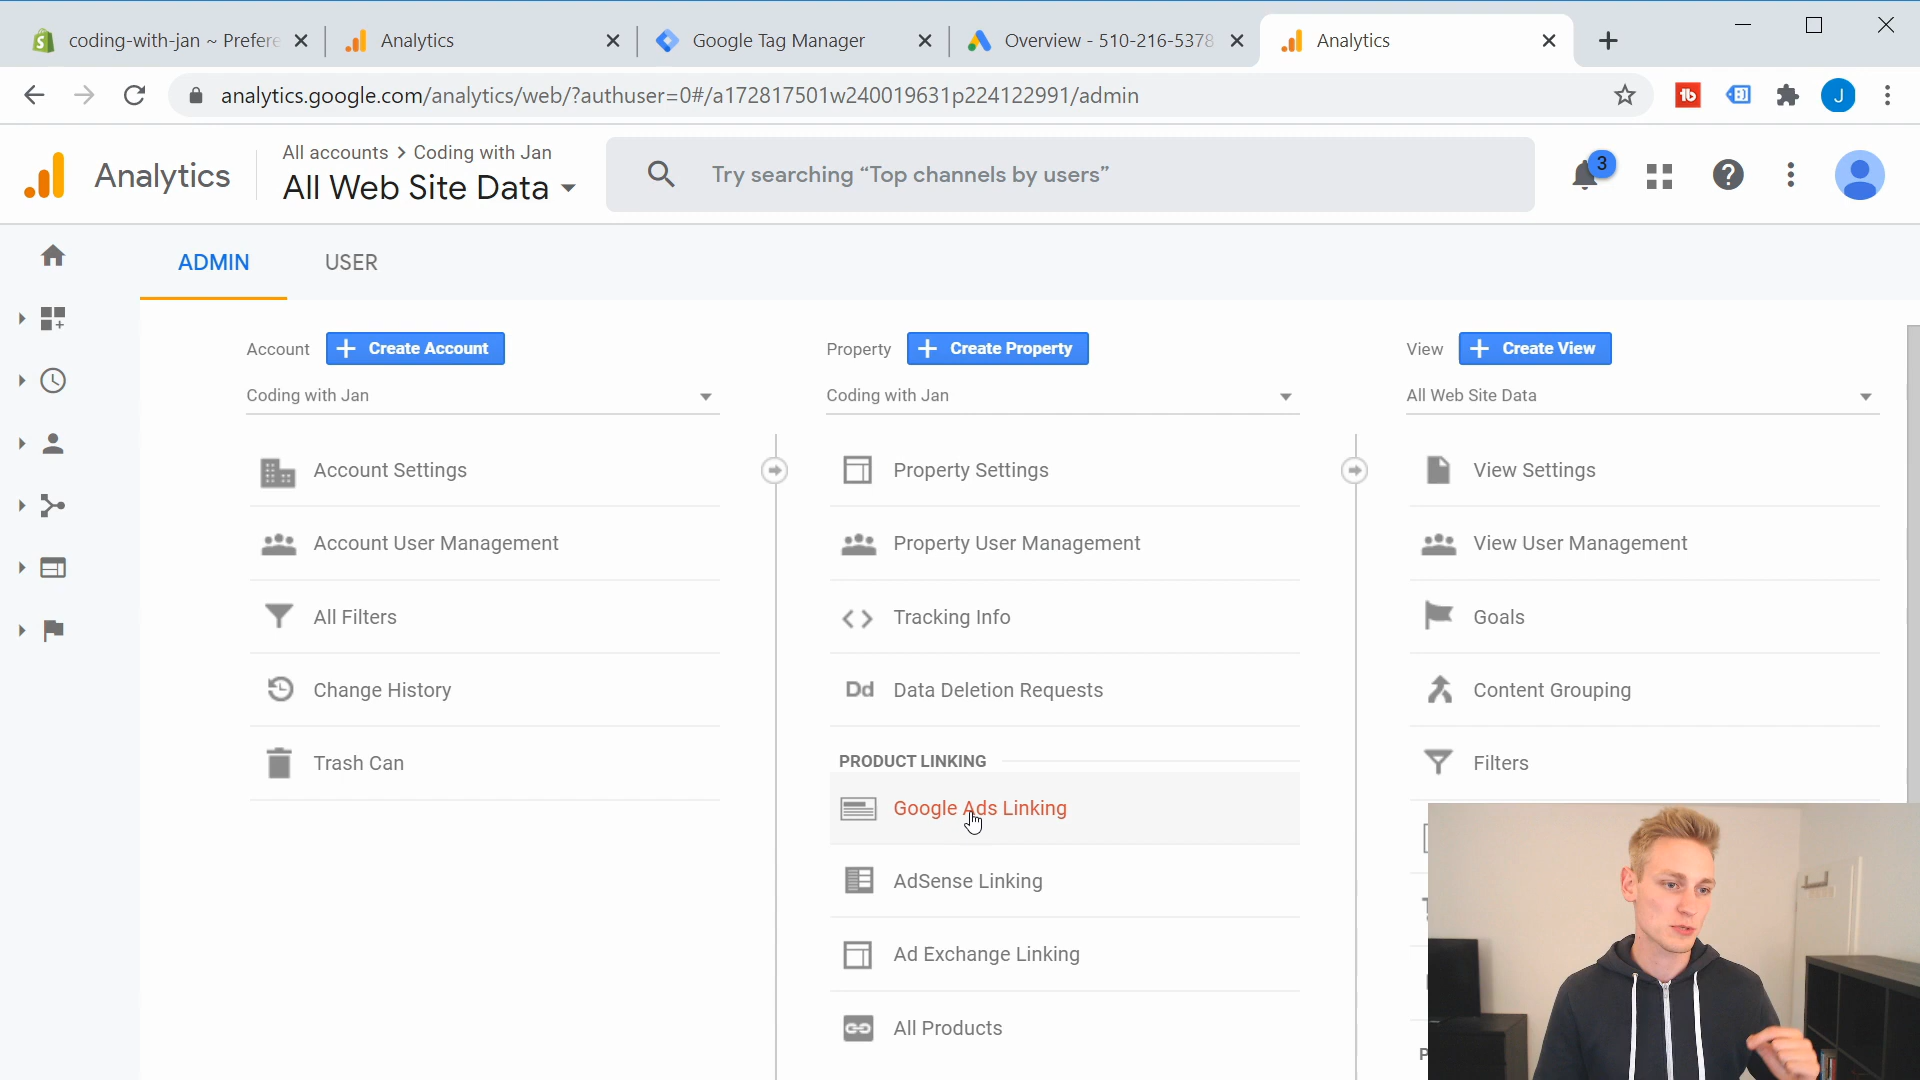 coding-with-jan ~ Prefere
Analytics
Google Tag Manager
Overview - 510-216-5378
Analytics
analytics.google.com/analytics/web/?authuser=0#/a172817501w240019631p224122991/admin
J
Analytics
All accounts > Coding with Jan
All Web Site Data
Try searching “Top channels by users”
3
ADMIN
USER
Account
+ Create Account
Property
+ Create Property
View
+ Create View
Coding with Jan
Coding with Jan
All Web Site Data
Account Settings
Property Settings
View Settings
Account User Management
Property User Management
View User Management
All Filters
Tracking Info
Goals
Change History
Dd Data Deletion Requests
Content Grouping
Trash Can
PRODUCT LINKING
Filters
Google Ads Linking
AdSense Linking
Ad Exchange Linking
All Products